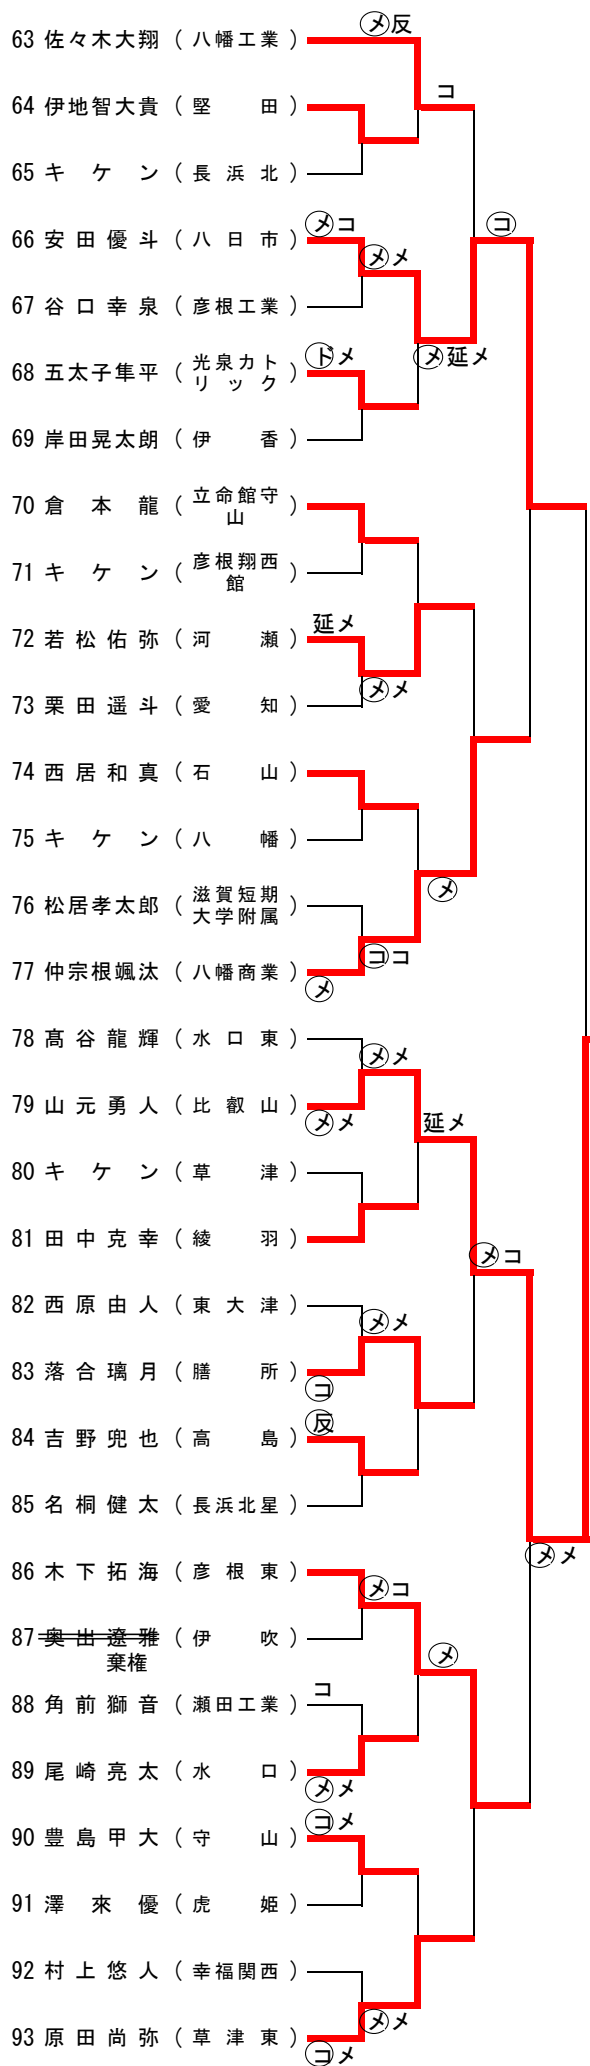 ㋱反
63 佐々木大翔 ( 八幡工業 )
コ
64 伊地智大貴 ( 堅田 )
65 キケン ( 長浜北 )
㋱コ
㋙
66 安田優斗 ( 八日市 )
㋱メ
67 谷口幸泉 ( 彦根工業 )
㋣メ
㋱延メ
68 五太子隼平 ( 光泉カト
リック )
69 岸田晃太朗 ( 伊香 )
70 倉本龍 ( 立命館守
山 )
71 キケン ( 彦根翔西
館 )
延メ
72 若松佑弥 ( 河瀬 )
㋱メ
73 栗田遥斗 ( 愛知 )
74 西居和真 ( 石山 )
75 キケン ( 八幡 )
㋱
76 松居孝太郎 ( 滋賀短期
大学附属 )
㋙コ
77 仲宗根颯汰 ( 八幡商業 )
㋱
78 髙谷龍輝 ( 水口東 )
㋱メ
79 山元勇人 ( 比叡山 )
㋱メ
延メ
80 キケン ( 草津 )
81 田中克幸 ( 綾羽 )
㋱コ
82 西原由人 ( 東大津 )
㋱メ
83 落合璃月 ( 膳所 )
㋙
反
84 吉野兜也 ( 高島 )
85 名桐健太 ( 長浜北星 )
㋱メ
86 木下拓海 ( 彦根東 )
㋱コ
87 奥出遼雅 ( 伊吹 )
棄権
㋱
コ
88 角前獅音 ( 瀬田工業 )
89 尾崎亮太 ( 水口 )
㋱メ
㋙メ
90 豊島甲大 ( 守山 )
91 澤來優 ( 虎姫 )
92 村上悠人 ( 幸福関西 )
㋱メ
93 原田尚弥 ( 草津東 )
㋙メ